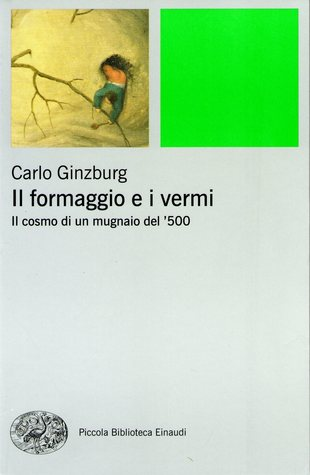 Carlo Ginzburg
Il formaggio e i vermi
Il cosmo di un mugnaio del '500
Piccola Biblioteca Einaudi